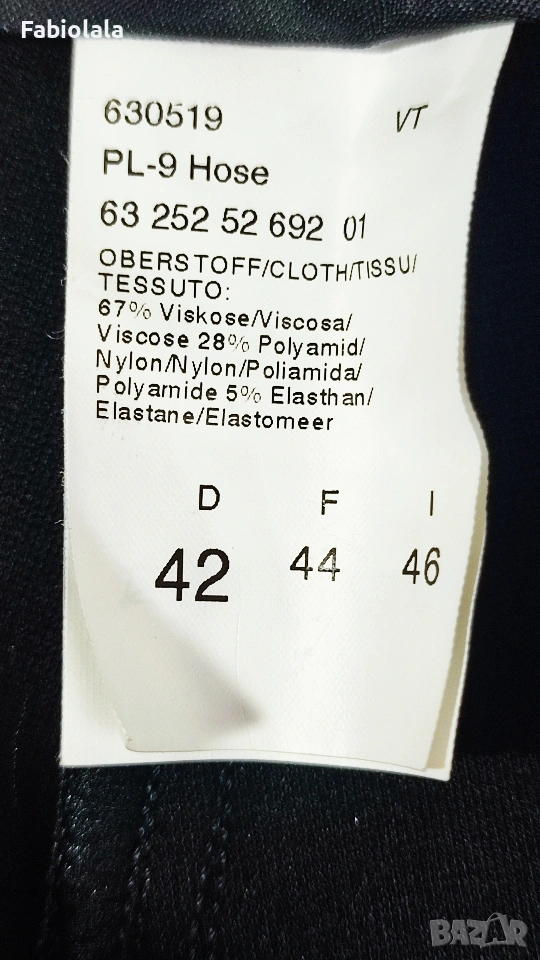 Fabiolala
630519 VT
PL-9 Hose
63 252 52 692 01
OBERSTOFF/CLOTH/TISSU/
TESSUTO:
67% Viskose/Viscosa/
Viscose 28% Polyamid/
Nylon/Nylon/Poliamida/
Polyamide 5% Elasthan/
Elastane/Elastomeer
D F I
42 44 46
BAZAR